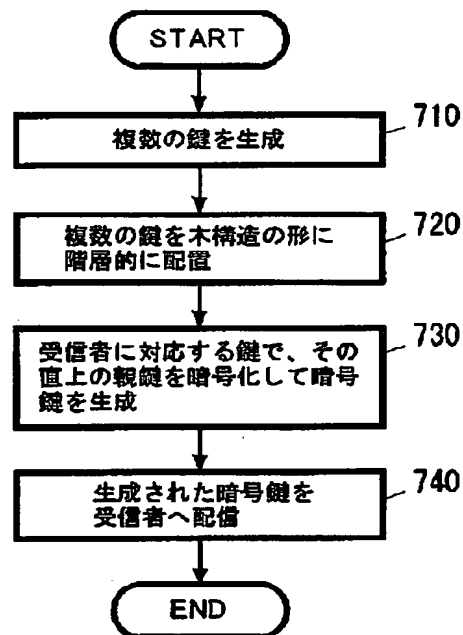 START
710
複数の鍵を生成
720
複数の鍵を木構造の形に
階層的に配置
730
受信者に対応する鍵で、その
直上の親鍵を暗号化して暗号
鍵を生成
740
生成された暗号鍵を
受信者へ配信
END